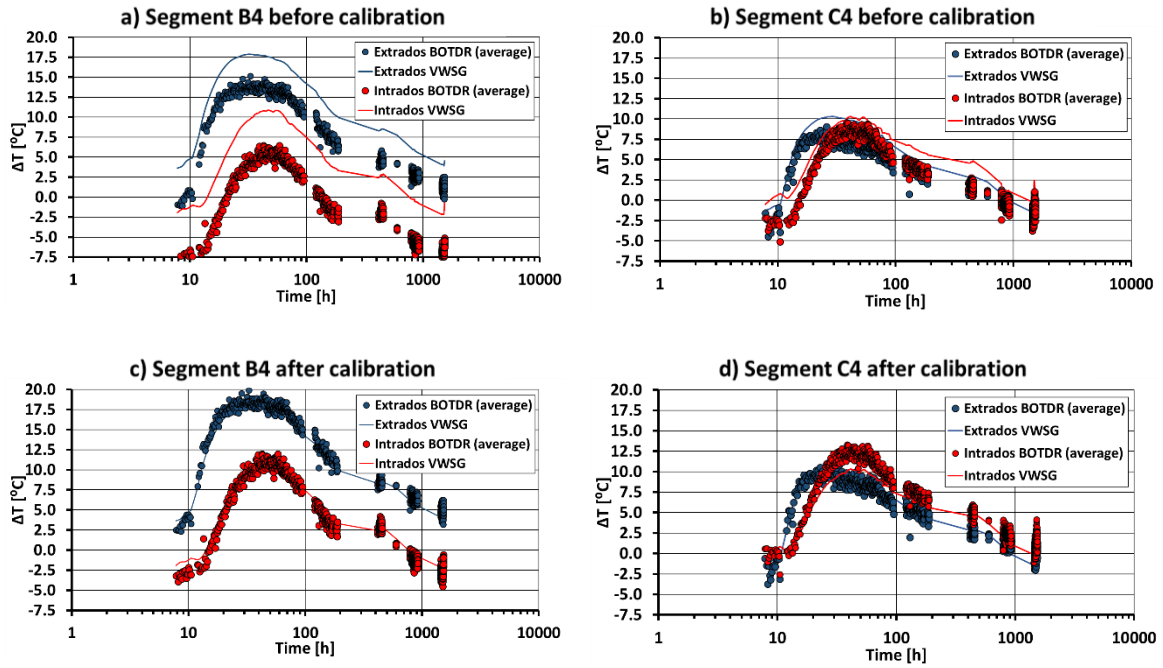 a) Segment B4 before calibration
20.0
17.5
15.0
12.5
10.0
7.5
5.0
2.5
0.0
-2.5
-5.0
-7.5
ΔT [⁰C]
Extrados BOTDR (average)
Extrados VWSG
Intrados BOTDR (average)
Intrados VWSG
1 10 100 1000 10000
Time [h]
b) Segment C4 before calibration
20.0
17.5
15.0
12.5
10.0
7.5
5.0
2.5
0.0
-2.5
-5.0
-7.5
ΔT [⁰C]
Extrados BOTDR (average)
Extrados VWSG
Intrados BOTDR (average)
Intrados VWSG
1 10 100 1000 10000
Time [h]
c) Segment B4 after calibration
20.0
17.5
15.0
12.5
10.0
7.5
5.0
2.5
0.0
-2.5
-5.0
-7.5
ΔT [⁰C]
Extrados BOTDR (average)
Extrados VWSG
Intrados BOTDR (average)
Intrados VWSG
1 10 100 1000 10000
Time [h]
d) Segment C4 after calibration
20.0
17.5
15.0
12.5
10.0
7.5
5.0
2.5
0.0
-2.5
-5.0
-7.5
ΔT [⁰C]
Extrados BOTDR (average)
Extrados VWSG
Intrados BOTDR (average)
Intrados VWSG
1 10 100 1000 10000
Time [h]